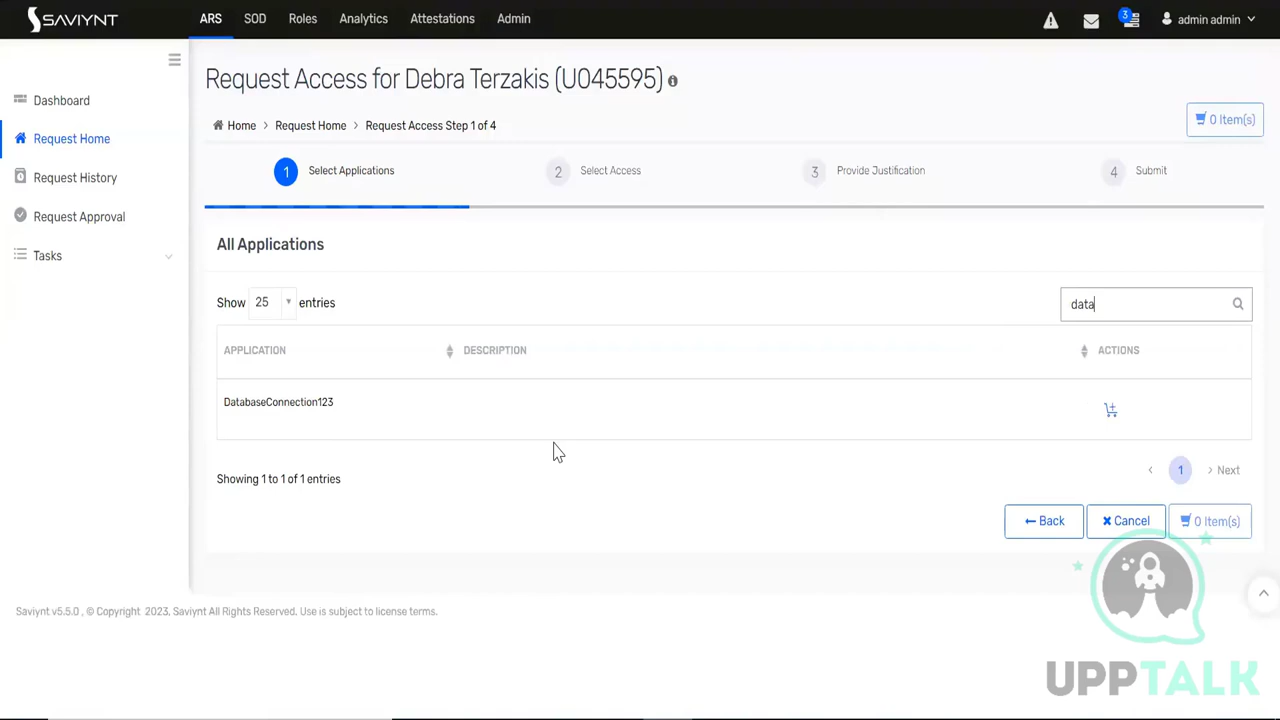 SAVIYNT
ARS SOD Roles Analytics Attestations Admin
3
admin admin
Dashboard
Request Home
Request History
Request Approval
Tasks
Request Access for Debra Terzakis (U045595)
Home > Request Home > Request Access Step 1 of 4
0 Item(s)
1 Select Applications
2 Select Access
3 Provide Justification
4 Submit
All Applications
Show 25 entries
data
APPLICATION DESCRIPTION ACTIONS
DatabaseConnection123
Showing 1 to 1 of 1 entries
‹ 1 › Next
Back
Cancel
0 Item(s)
Saviynt v5.5.0 , © Copyright 2023, Saviynt All Rights Reserved. Use is subject to license terms.
UPPTALK